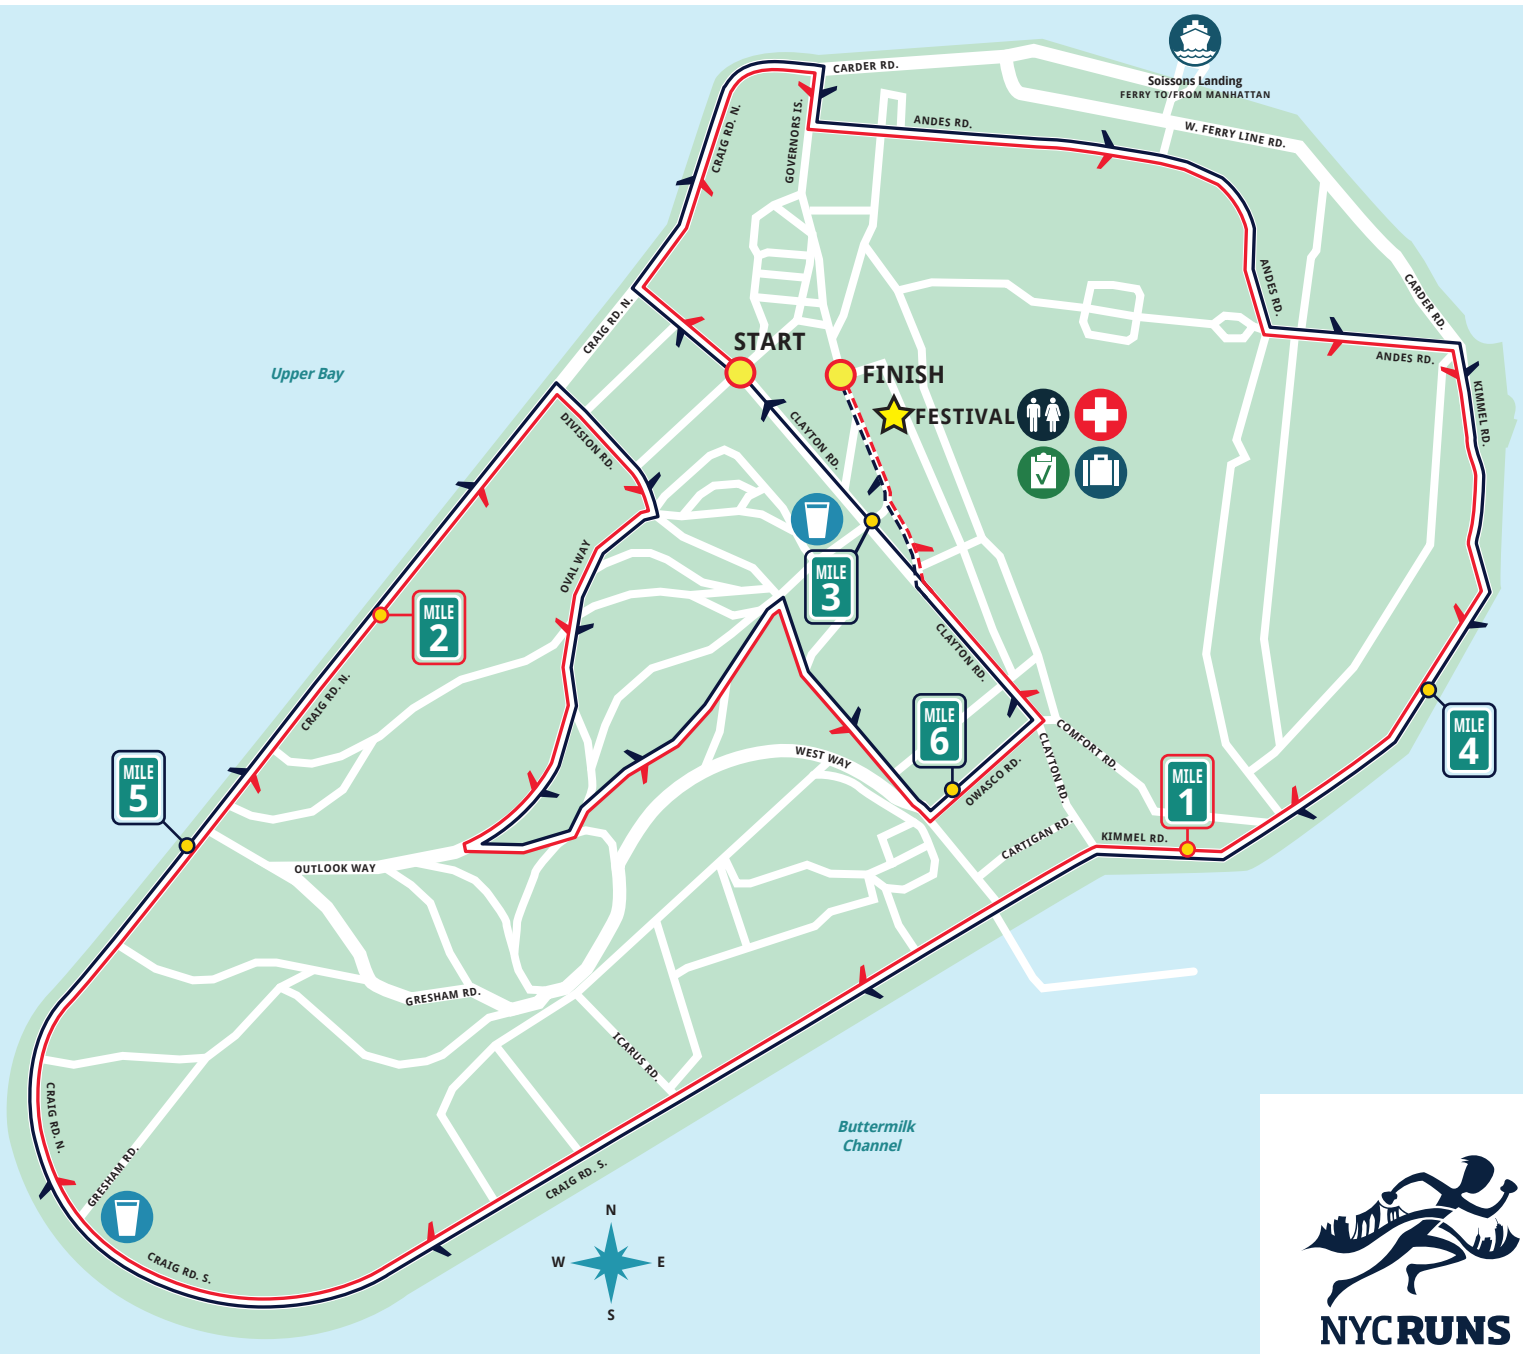 Soissons Landing
FERRY TO/FROM MANHATTAN
CARDER RD.
W. FERRY LINE RD.
ANDES RD.
CRAIG RD. N.
GOVERNORS IS.
ANDES RD.
CARDER RD.
CRAIG RD. N.
START
ANDES RD.
Upper Bay
FINISH
KIMMEL RD.
FESTIVAL
DIVISION RD.
CLAYTON RD.
OVAL WAY
MILE
3
MILE
2
CLAYTON RD.
CRAIG RD. N.
MILE
6
MILE
4
COMFORT RD.
WEST WAY
CLAYTON RD.
OWASCO RD.
MILE
5
MILE
1
CARTIGAN RD.
KIMMEL RD.
OUTLOOK WAY
GRESHAM RD.
ICARUS RD.
CRAIG RD. N.
Buttermilk
Channel
GRESHAM RD.
CRAIG RD. S.
CRAIG RD. S.
N
W
E
S
NYCRUNS